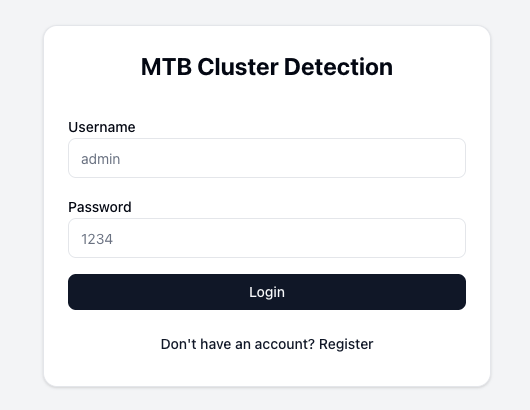 MTB Cluster Detection
Username
admin
Password
1234
Login
Don't have an account? Register